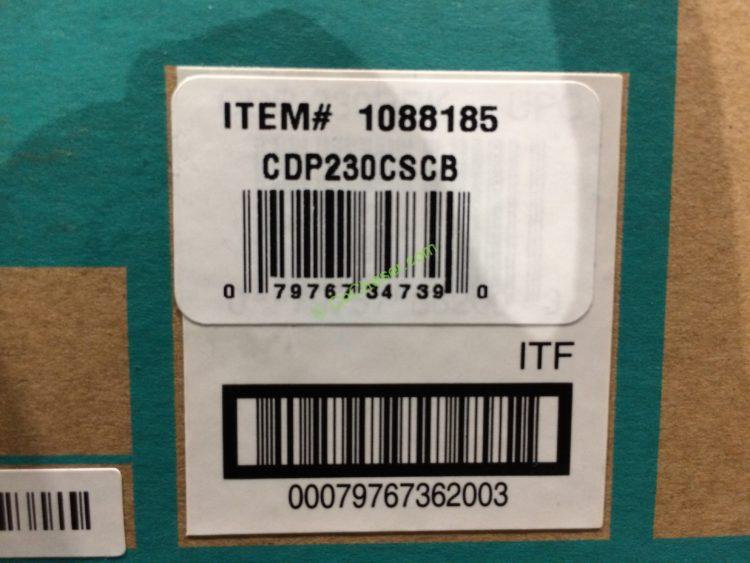 ITEM# 1088185
CDP230CSCB
0 79767 34739 0
ITF
00079767362003